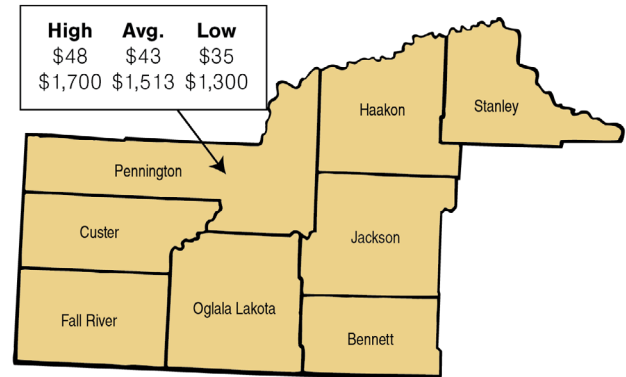 High Avg. Low
$48 $43 $35
$1,700 $1,513 $1,300
Haakon
Stanley
Pennington
Custer
Jackson
Oglala Lakota
Fall River
Bennett